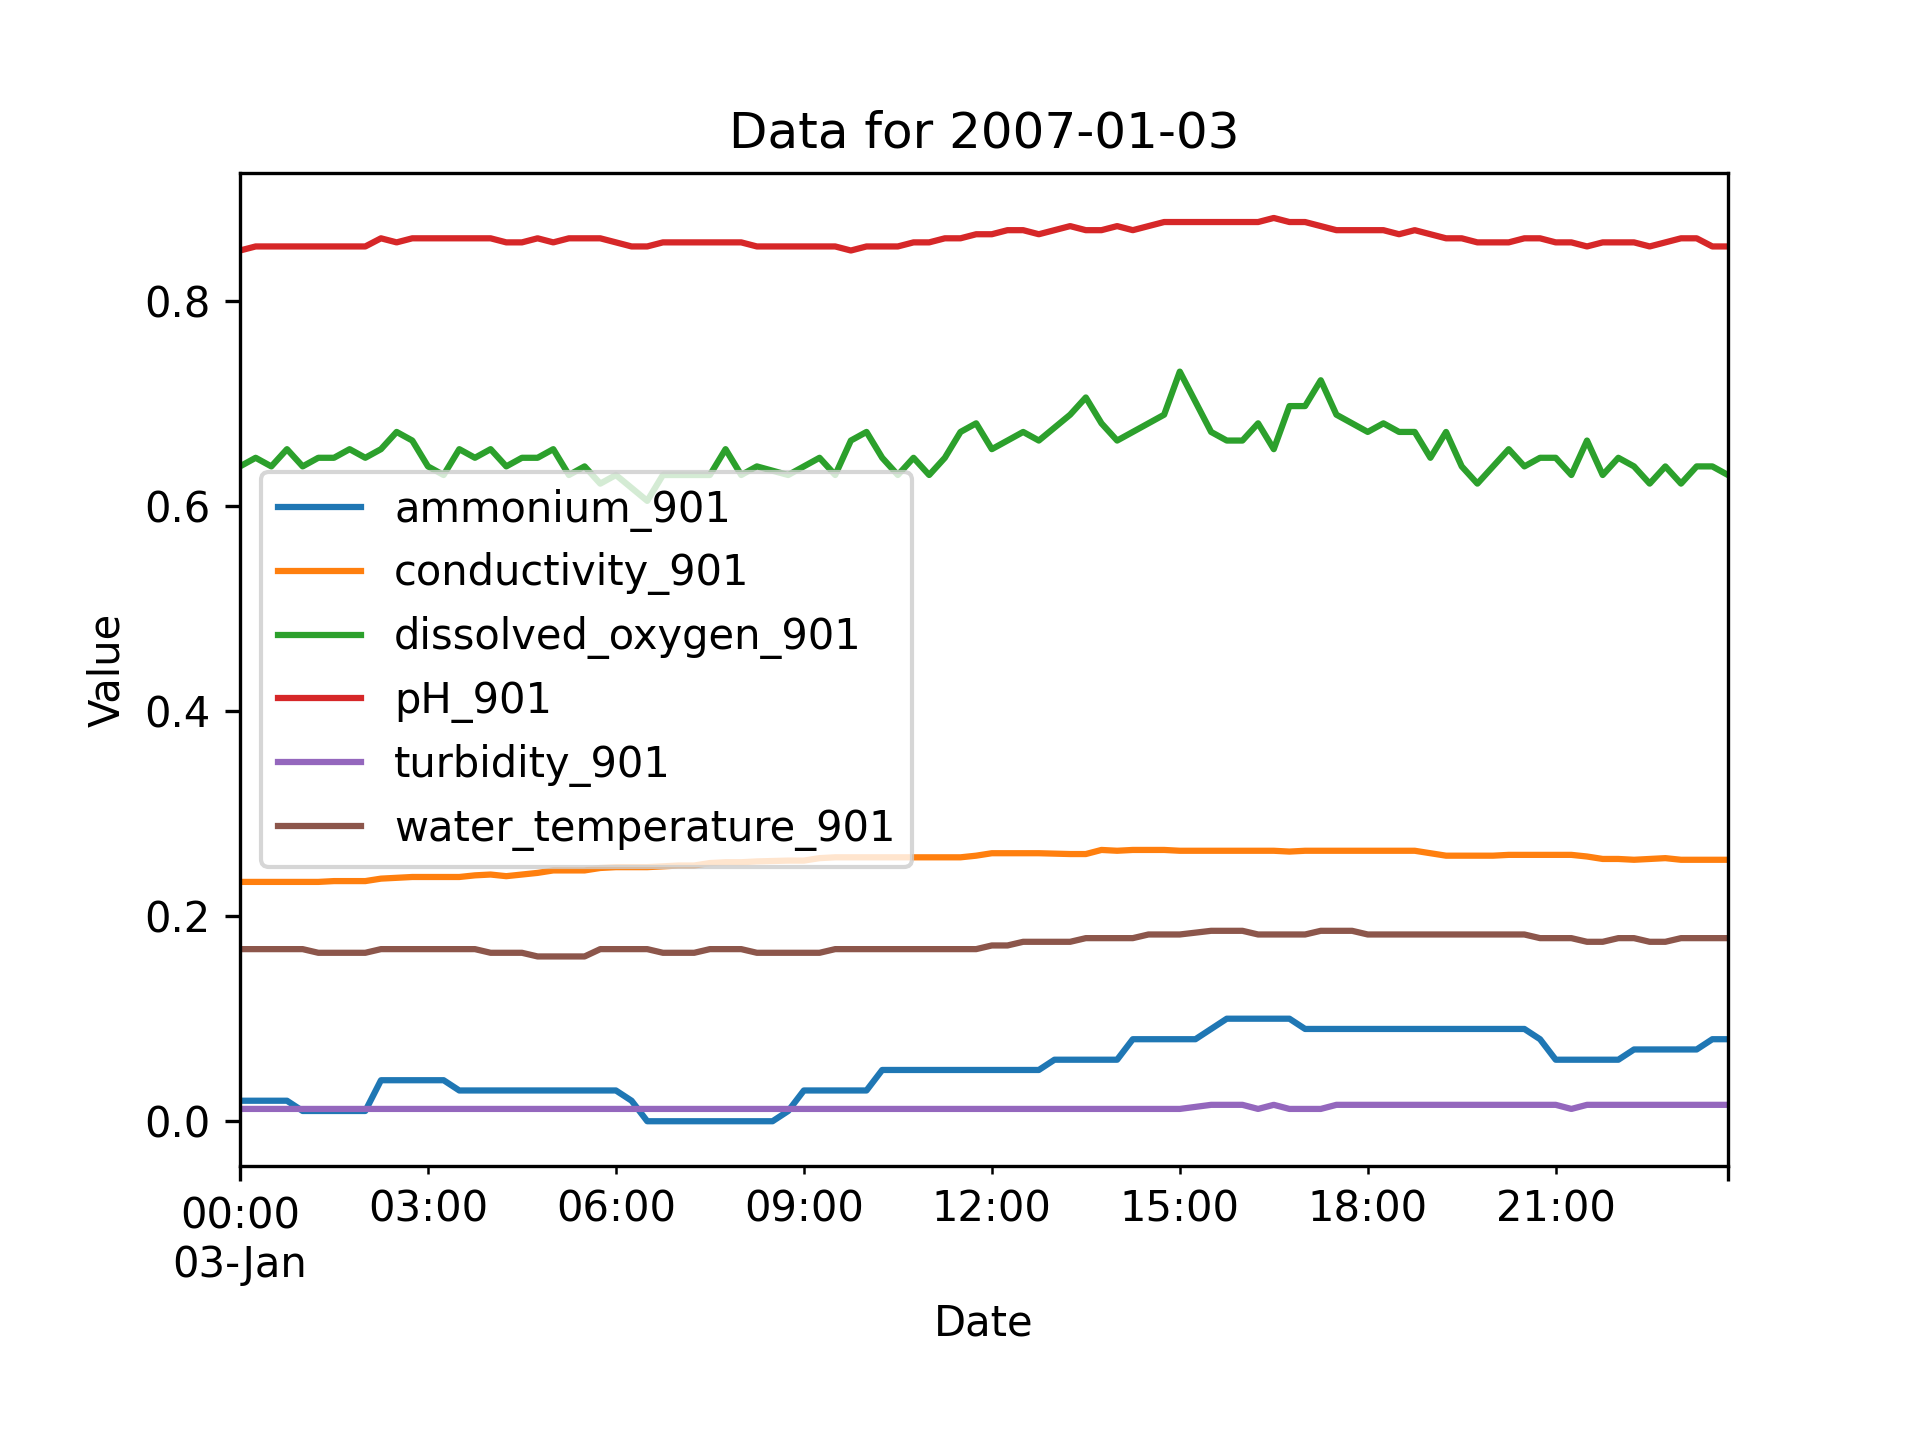 Data for 2007-01-03
Value
0.8
0.6
0.4
0.2
0.0
ammonium_901
conductivity_901
dissolved_oxygen_901
pH_901
turbidity_901
water_temperature_901
00:00 03:00 06:00 09:00 12:00 15:00 18:00 21:00
03-Jan
Date